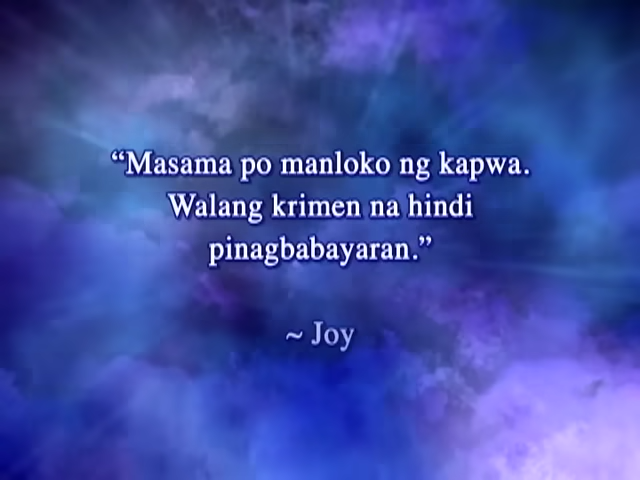 “Masama po manloko ng kapwa.
Walang krimen na hindi
pinagbabayaran.”
~ Joy